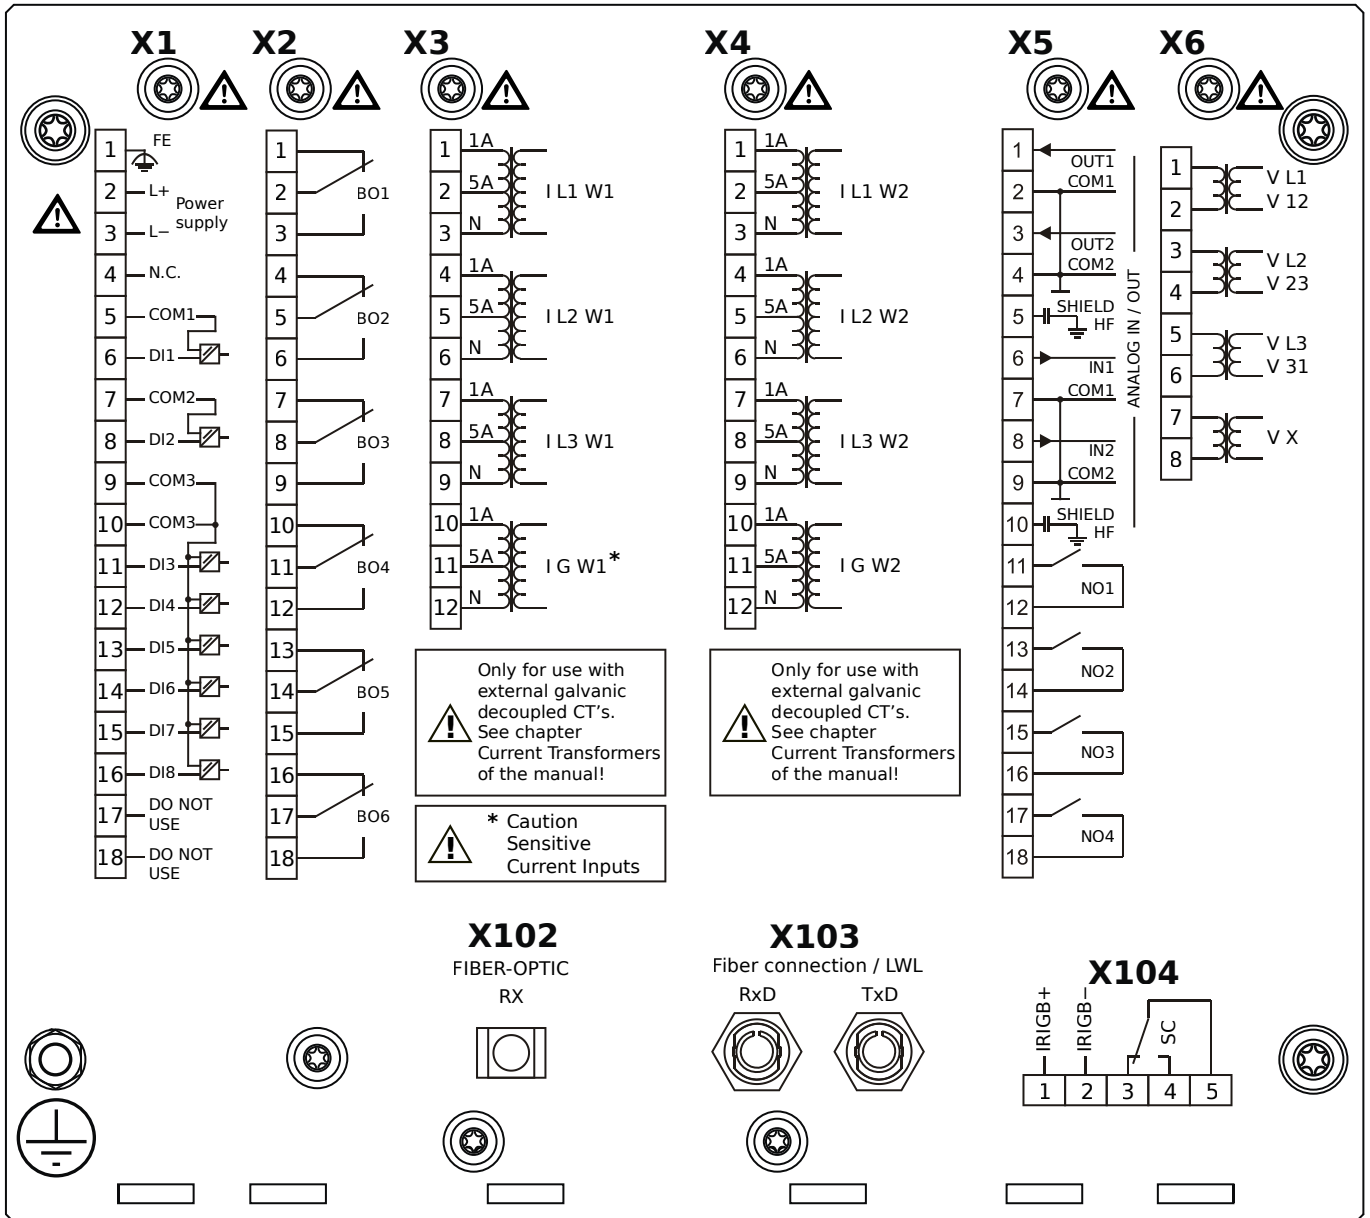 X1
X2
X3
X4
X5
X6
1 FE
2 L+
Power
supply
3 L−
4 N.C.
5 COM1
6 DI1
7 COM2
8 DI2
9 COM3
10 COM3
11 DI3
12 DI4
13 DI5
14 DI6
15 DI7
16 DI8
17 DO NOT
USE
18 DO NOT
USE
1
2 BO1
3
4
5 BO2
6
7
8 BO3
9
10
11 BO4
12
13
14 BO5
15
16
17 BO6
18
1 1A
2 5A I L1 W1
3 N
4 1A
5 5A I L2 W1
6 N
7 1A
8 5A I L3 W1
9 N
10 1A
11 5A I G W1*
12 N
Only for use with
external galvanic
decoupled CT's.
See chapter
Current Transformers
of the manual!
* Caution
Sensitive
Current Inputs
1 1A
2 5A I L1 W2
3 N
4 1A
5 5A I L2 W2
6 N
7 1A
8 5A I L3 W2
9 N
10 1A
11 5A I G W2
12 N
Only for use with
external galvanic
decoupled CT's.
See chapter
Current Transformers
of the manual!
1
OUT1
2 COM1
3
OUT2
4 COM2
5 SHIELD
HF
6
IN1
7 COM1
8
IN2
9 COM2
10 SHIELD
HF
ANALOG IN / OUT
11
NO1
12
13
NO2
14
15
NO3
16
17
NO4
18
1
V L1
2 V 12
3
V L2
4 V 23
5
V L3
6 V 31
7
V X
8
X102
FIBER-OPTIC
RX
X103
Fiber connection / LWL
RxD TxD
X104
IRIGB+
IRIGB−
SC
1 2 3 4 5